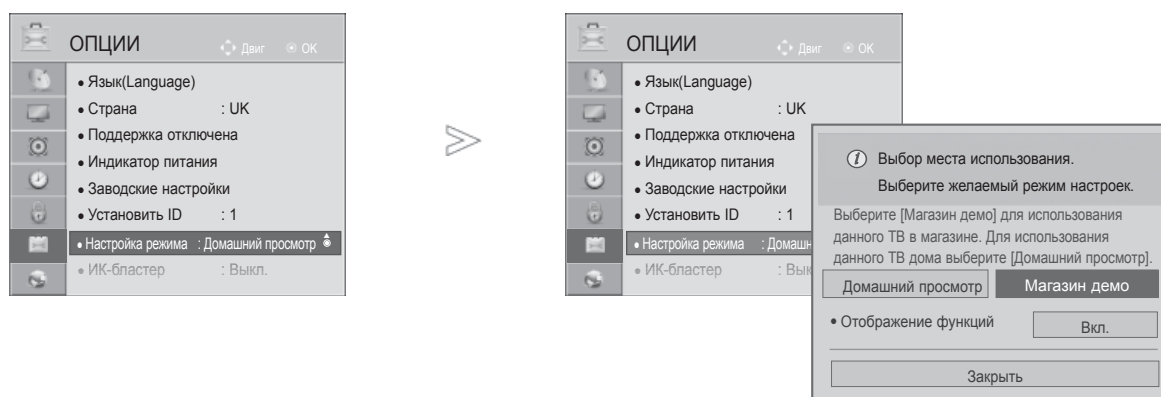 ОПЦИИ
Двиг ОК
• Язык(Language)
• Страна : UK
• Поддержка отключена
• Индикатор питания
• Заводские настройки
• Установить ID : 1
• Настройка режима : Домашний просмотр
• ИК-бластер : Выкл.
ОПЦИИ
Двиг ОК
• Язык(Language)
• Страна : UK
• Поддержка отключена
• Индикатор питания
• Заводские настройки
• Установить ID : 1
• Настройка режима : Домашн
• ИК-бластер : Вык
i Выбор места использования.
Выберите желаемый режим настроек.
Выберите [Магазин демо] для использования
данного ТВ в магазине. Для использования
данного ТВ дома выберите [Домашний просмотр].
Домашний просмотр Магазин демо
• Отображение функций Вкл.
Закрыть